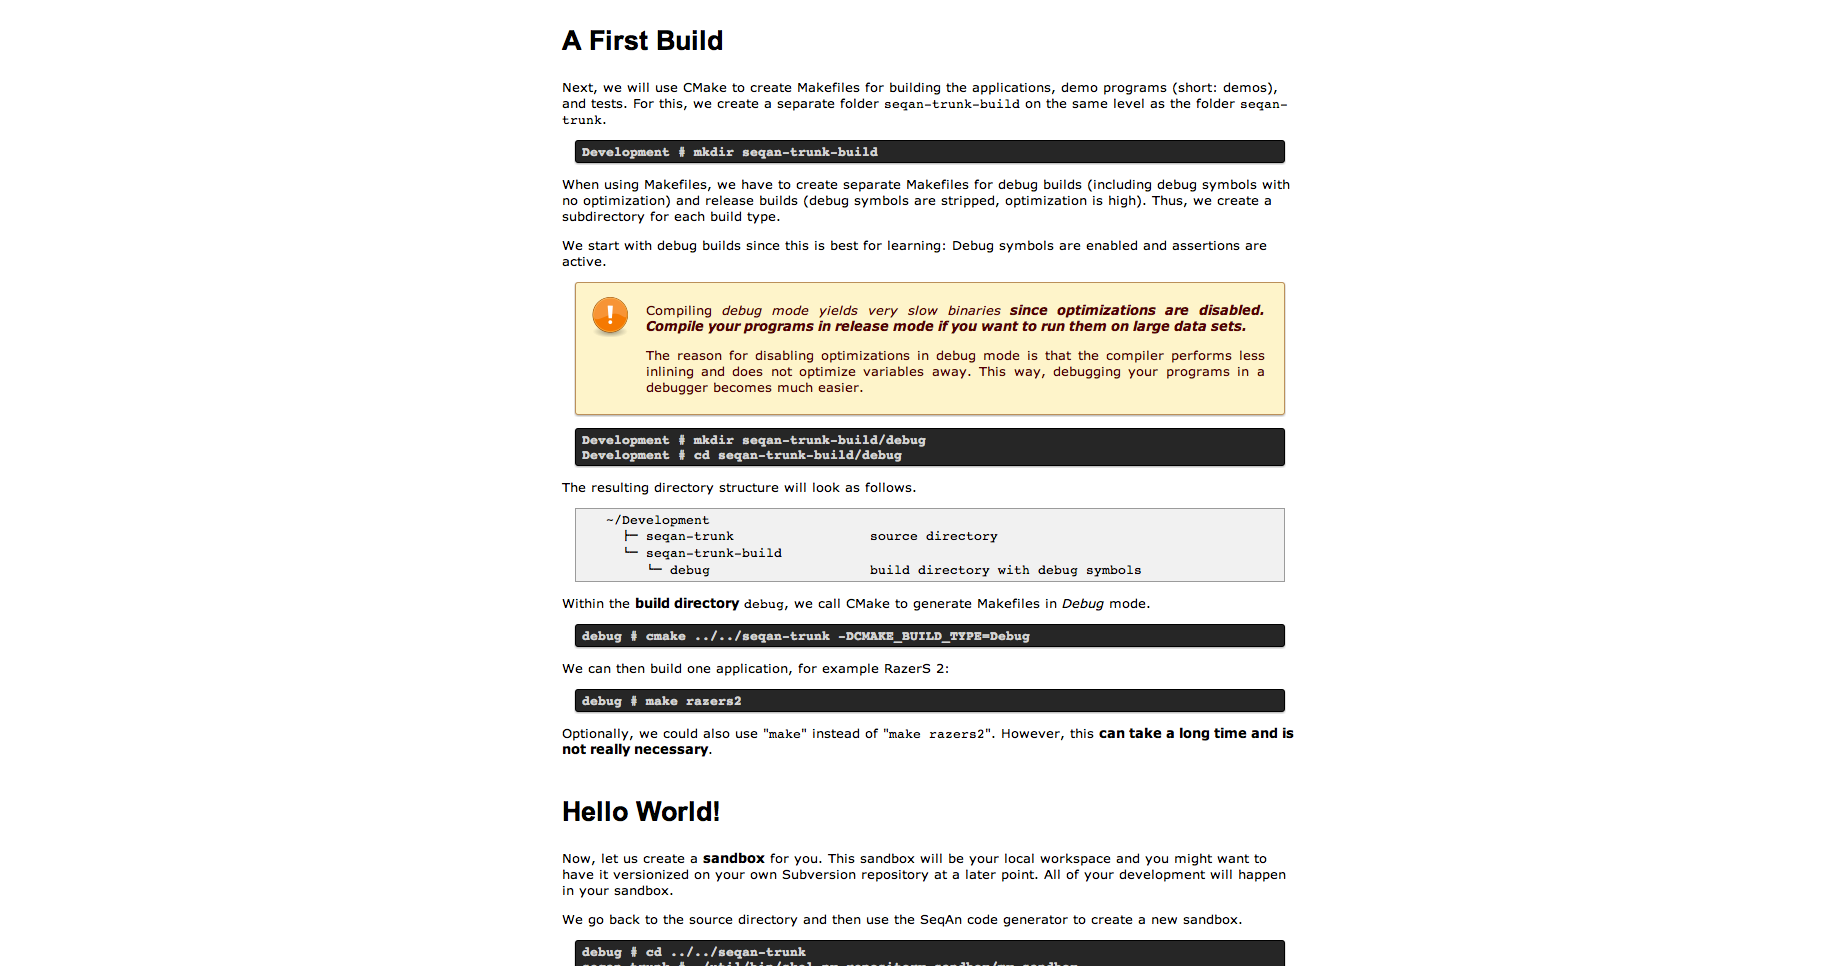 A First Build
Next, we will use CMake to create Makefiles for building the applications, demo programs (short: demos),
and tests. For this, we create a separate folder seqan-trunk-build on the same level as the folder seqan-
trunk.
Development # mkdir seqan-trunk-build
When using Makefiles, we have to create separate Makefiles for debug builds (including debug symbols with
no optimization) and release builds (debug symbols are stripped, optimization is high). Thus, we create a
subdirectory for each build type.
We start with debug builds since this is best for learning: Debug symbols are enabled and assertions are
active.
Compiling debug mode yields very slow binaries since optimizations are disabled.
Compile your programs in release mode if you want to run them on large data sets.
The reason for disabling optimizations in debug mode is that the compiler performs less
inlining and does not optimize variables away. This way, debugging your programs in a
debugger becomes much easier.
Development # mkdir seqan-trunk-build/debug
Development # cd seqan-trunk-build/debug
The resulting directory structure will look as follows.
~/Development
├─ seqan-trunk source directory
└─ seqan-trunk-build
└─ debug build directory with debug symbols
Within the build directory debug, we call CMake to generate Makefiles in Debug mode.
debug # cmake ../../seqan-trunk -DCMAKE_BUILD_TYPE=Debug
We can then build one application, for example RazerS 2:
debug # make razers2
Optionally, we could also use "make" instead of "make razers2". However, this can take a long time and is
not really necessary.
Hello World!
Now, let us create a sandbox for you. This sandbox will be your local workspace and you might want to
have it versionized on your own Subversion repository at a later point. All of your development will happen
in your sandbox.
We go back to the source directory and then use the SeqAn code generator to create a new sandbox.
debug # cd ../../seqan-trunk